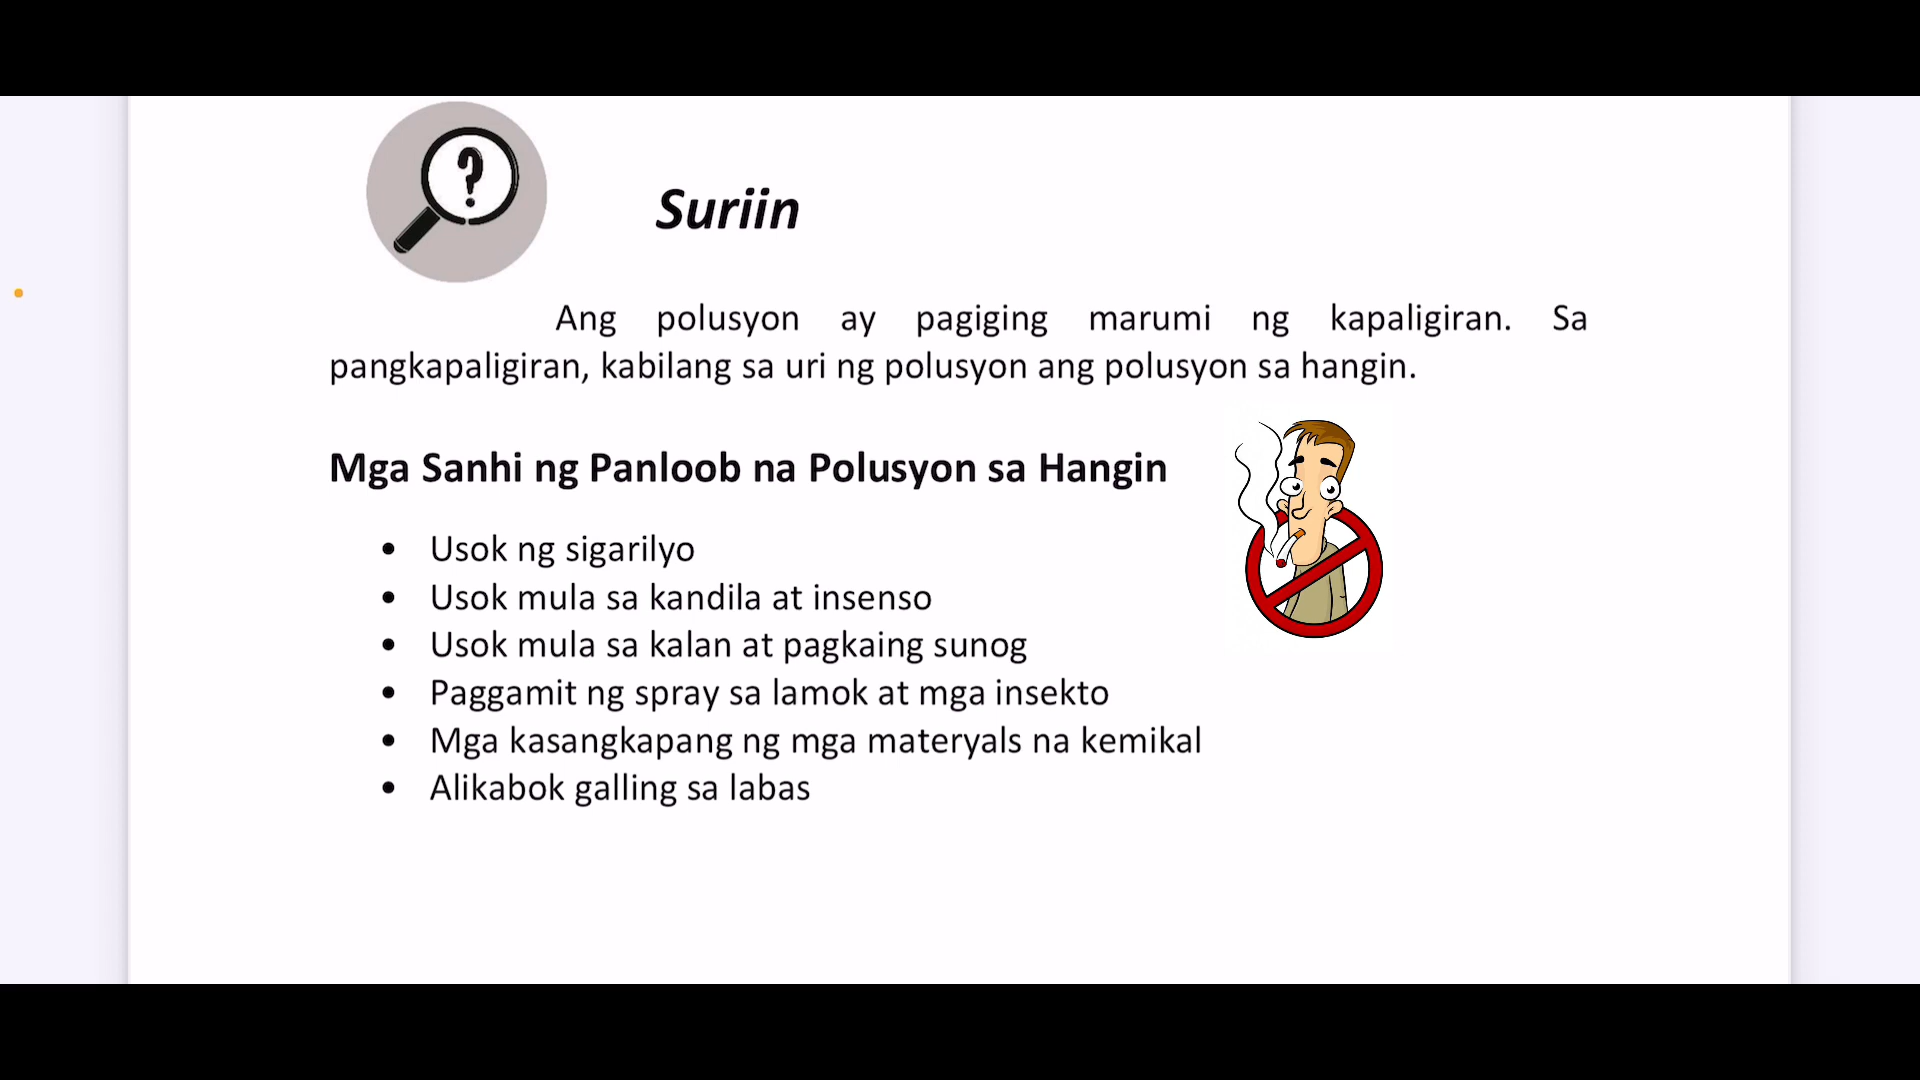 Suriin
Ang polusyon ay pagiging marumi ng kapaligiran. Sa
pangkapaligiran, kabilang sa uri ng polusyon ang polusyon sa hangin.
Mga Sanhi ng Panloob na Polusyon sa Hangin
• Usok ng sigarilyo
• Usok mula sa kandila at insenso
• Usok mula sa kalan at pagkaing sunog
• Paggamit ng spray sa lamok at mga insekto
• Mga kasangkapang ng mga materyals na kemikal
• Alikabok galling sa labas